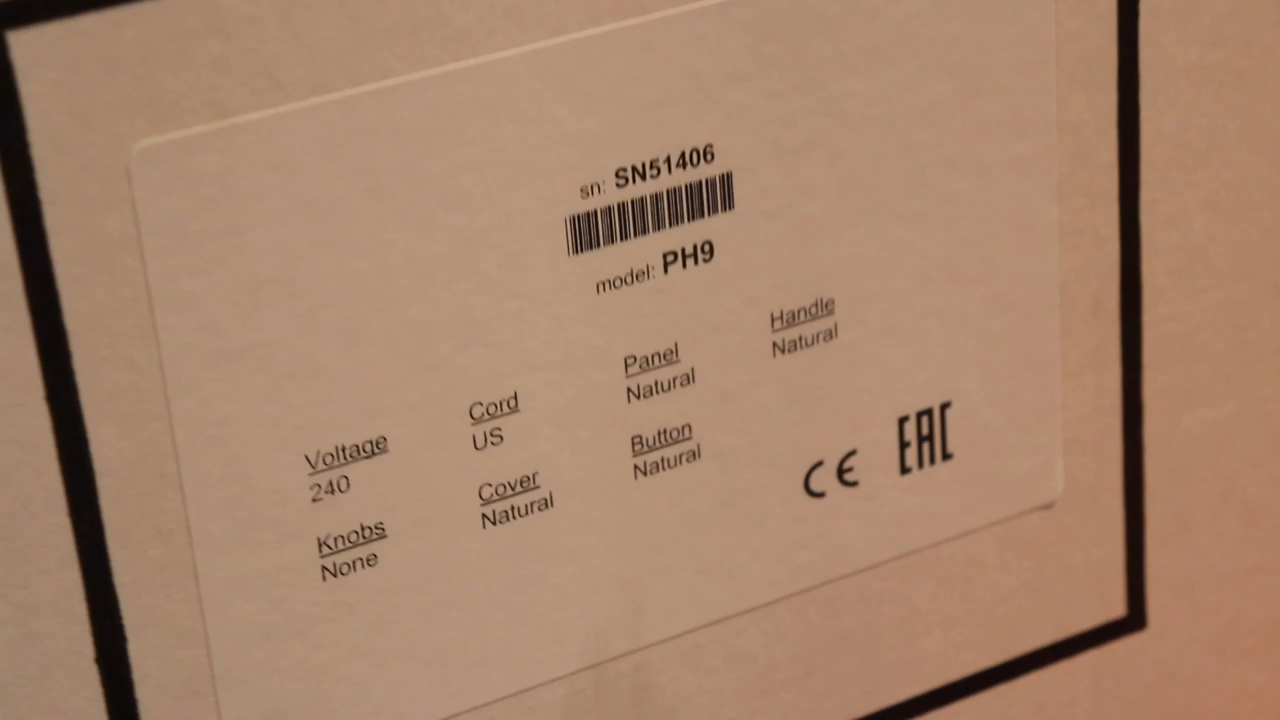 sn: SN51406
model: PH9
Voltage
240
Cord
US
Panel
Natural
Handle
Natural
Knobs
None
Cover
Natural
Button
Natural
CE EAC